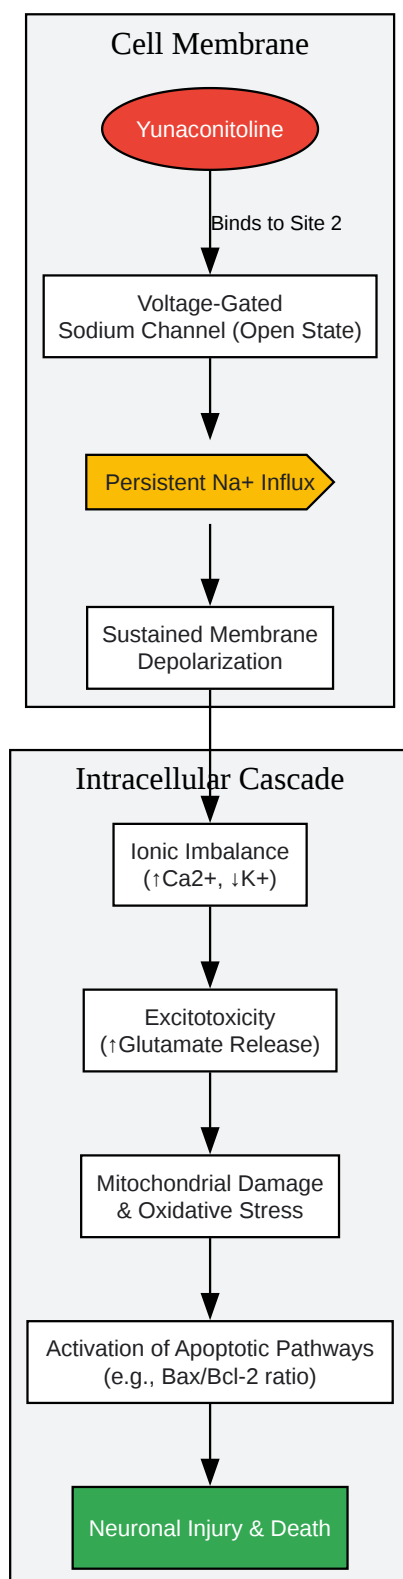 Cell Membrane
Yunaconitoline
Binds to Site 2
Voltage-Gated
Sodium Channel (Open State)
Persistent Na+ Influx
Sustained Membrane
Depolarization
Intracellular Cascade
Ionic Imbalance
(↑Ca2+, ↓K+)
Excitotoxicity
(↑Glutamate Release)
Mitochondrial Damage
& Oxidative Stress
Activation of Apoptotic Pathways
(e.g., Bax/Bcl-2 ratio)
Neuronal Injury & Death